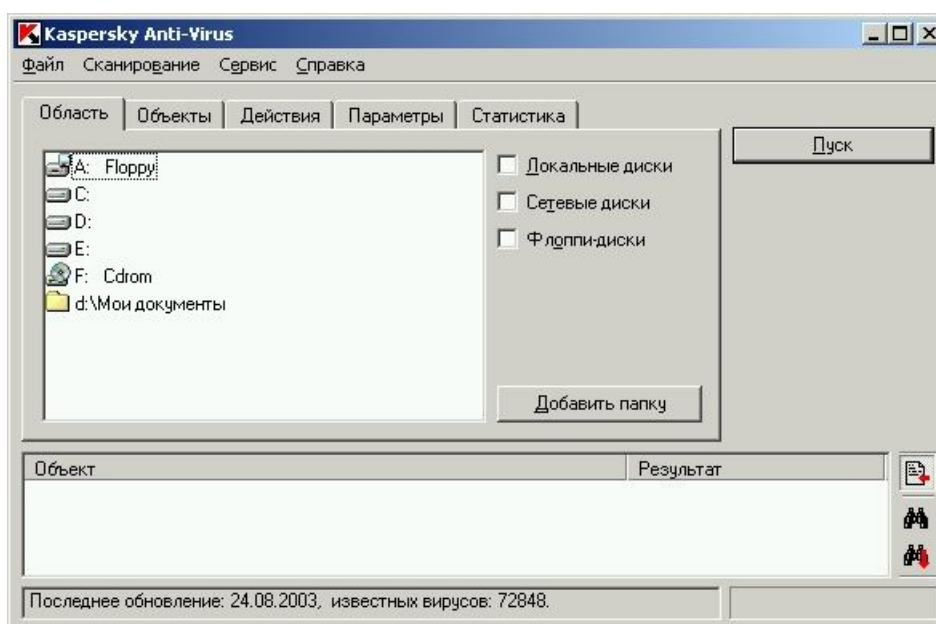 Kaspersky Anti-Virus
Файл Сканирование Сервис Справка
Область Объекты Действия Параметры Статистика
Пуск
A: Floppy
C:
D:
E:
F: Cdrom
d:\Мои документы
Локальные диски
Сетевые диски
Флоппи-диски
Добавить папку
Объект Результат
Последнее обновление: 24.08.2003, известных вирусов: 72848.